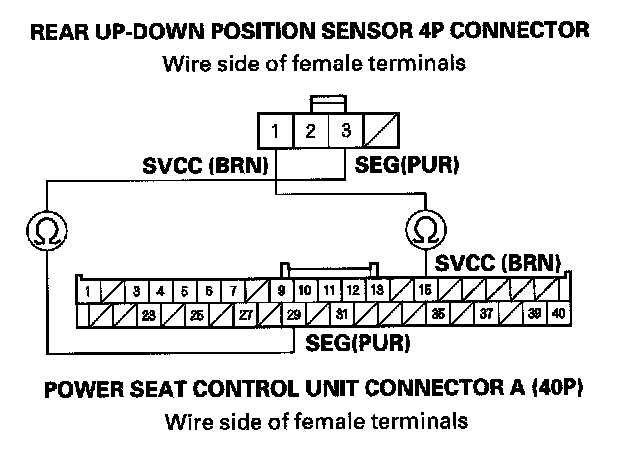 REAR UP-DOWN POSITION SENSOR 4P CONNECTOR
Wire side of female terminals
1 2 3
SVCC (BRN) SEG(PUR)
Ω Ω
SVCC (BRN)
1 3 4 5 6 7 9 10 11 12 13 15
23 25 27 29 31 35 37 39 40
SEG(PUR)
POWER SEAT CONTROL UNIT CONNECTOR A (40P)
Wire side of female terminals